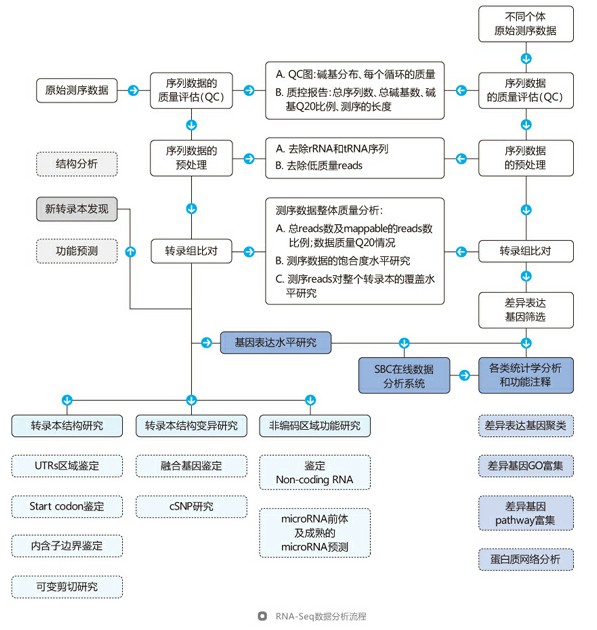 不同个体
原始测序数据
原始测序数据
序列数据的
质量评估(QC)
A. QC图:碱基分布、每个循环的质量
B. 质控报告:总序列数、总碱基数、碱
基Q20比例、测序的长度
序列数据
的质量评估(QC)
结构分析
序列数据的
预处理
A. 去除rRNA和tRNA序列
B. 去除低质量reads
序列数据
的预处理
新转录本发现
功能预测
转录组比对
测序数据整体质量分析:
A. 总reads数及mappable的reads数
比例;数据质量Q20情况
B. 测序数据的饱合度水平研究
C. 测序reads对整个转录本的覆盖水
平研究
转录组比对
差异表达
基因筛选
基因表达水平研究
SBC在线数据
分析系统
各类统计学分析
和功能注释
转录本结构研究
转录本结构变异研究
非编码区域功能研究
差异表达基因聚类
UTRs区域鉴定
融合基因鉴定
鉴定
Non-coding RNA
差异基因GO富集
Start codon鉴定
cSNP研究
microRNA前体
及成熟的
microRNA预测
差异基因
pathway富集
内含子边界鉴定
蛋白质网络分析
可变剪切研究
RNA-Seq数据分析流程